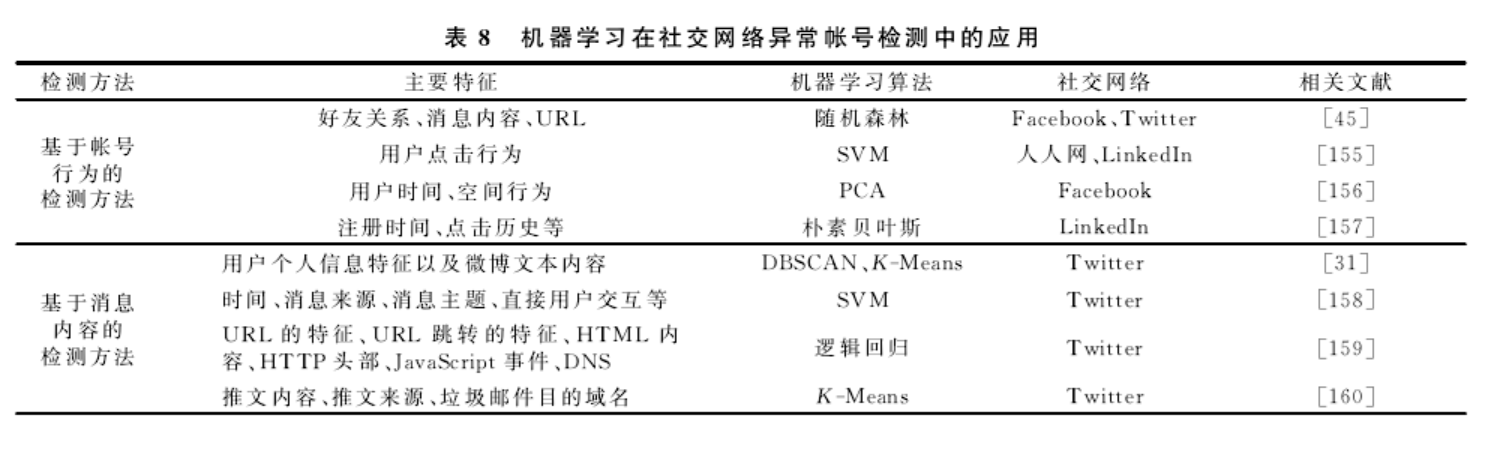 表 8 机器学习在社交网络异常帐号检测中的应用
检测方法 主要特征 机器学习算法 社交网络 相关文献
基于帐号
行为的
检测方法
好友关系、消息内容、URL 随机森林 Facebook、Twitter [45]
用户点击行为 SVM 人人网、LinkedIn [155]
用户时间、空间行为 PCA Facebook [156]
注册时间、点击历史等 朴素贝叶斯 LinkedIn [157]
基于消息
内容的
检测方法
用户个人信息特征以及微博文本内容 DBSCAN、K-Means Twitter [31]
时间、消息来源、消息主题、直接用户交互等 SVM Twitter [158]
URL 的特征、URL 跳转的特征、HTML 内
容、HTTP 头部、JavaScript 事件、DNS 逻辑回归 Twitter [159]
推文内容、推文来源、垃圾邮件目的域名 K-Means Twitter [160]